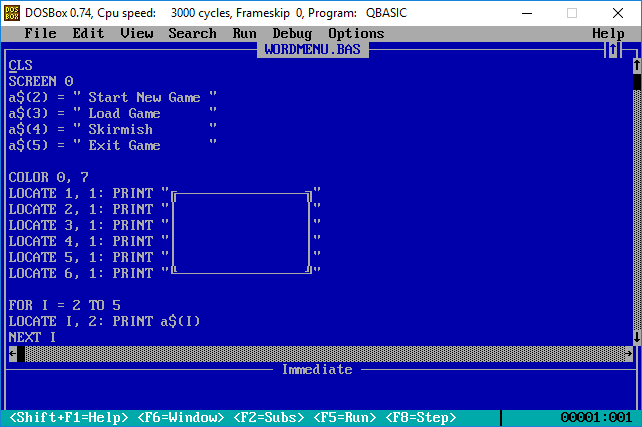 DOSBox 0.74, Cpu speed: 3000 cycles, Frameskip 0, Program: QBASIC
File Edit View Search Run Debug Options Help
WORDMENU.BAS
CLS
SCREEN 0
a$(2) = " Start New Game "
a$(3) = " Load Game      "
a$(4) = " Skirmish       "
a$(5) = " Exit Game      "
COLOR 0, 7
LOCATE 1, 1: PRINT "╔════════════════╗"
LOCATE 2, 1: PRINT "║                ║"
LOCATE 3, 1: PRINT "║                ║"
LOCATE 4, 1: PRINT "║                ║"
LOCATE 5, 1: PRINT "║                ║"
LOCATE 6, 1: PRINT "╚════════════════╝"
FOR I = 2 TO 5
LOCATE I, 2: PRINT a$(I)
NEXT I
Immediate
<Shift+F1=Help> <F6=Window> <F2=Subs> <F5=Run> <F8=Step> 00001:001